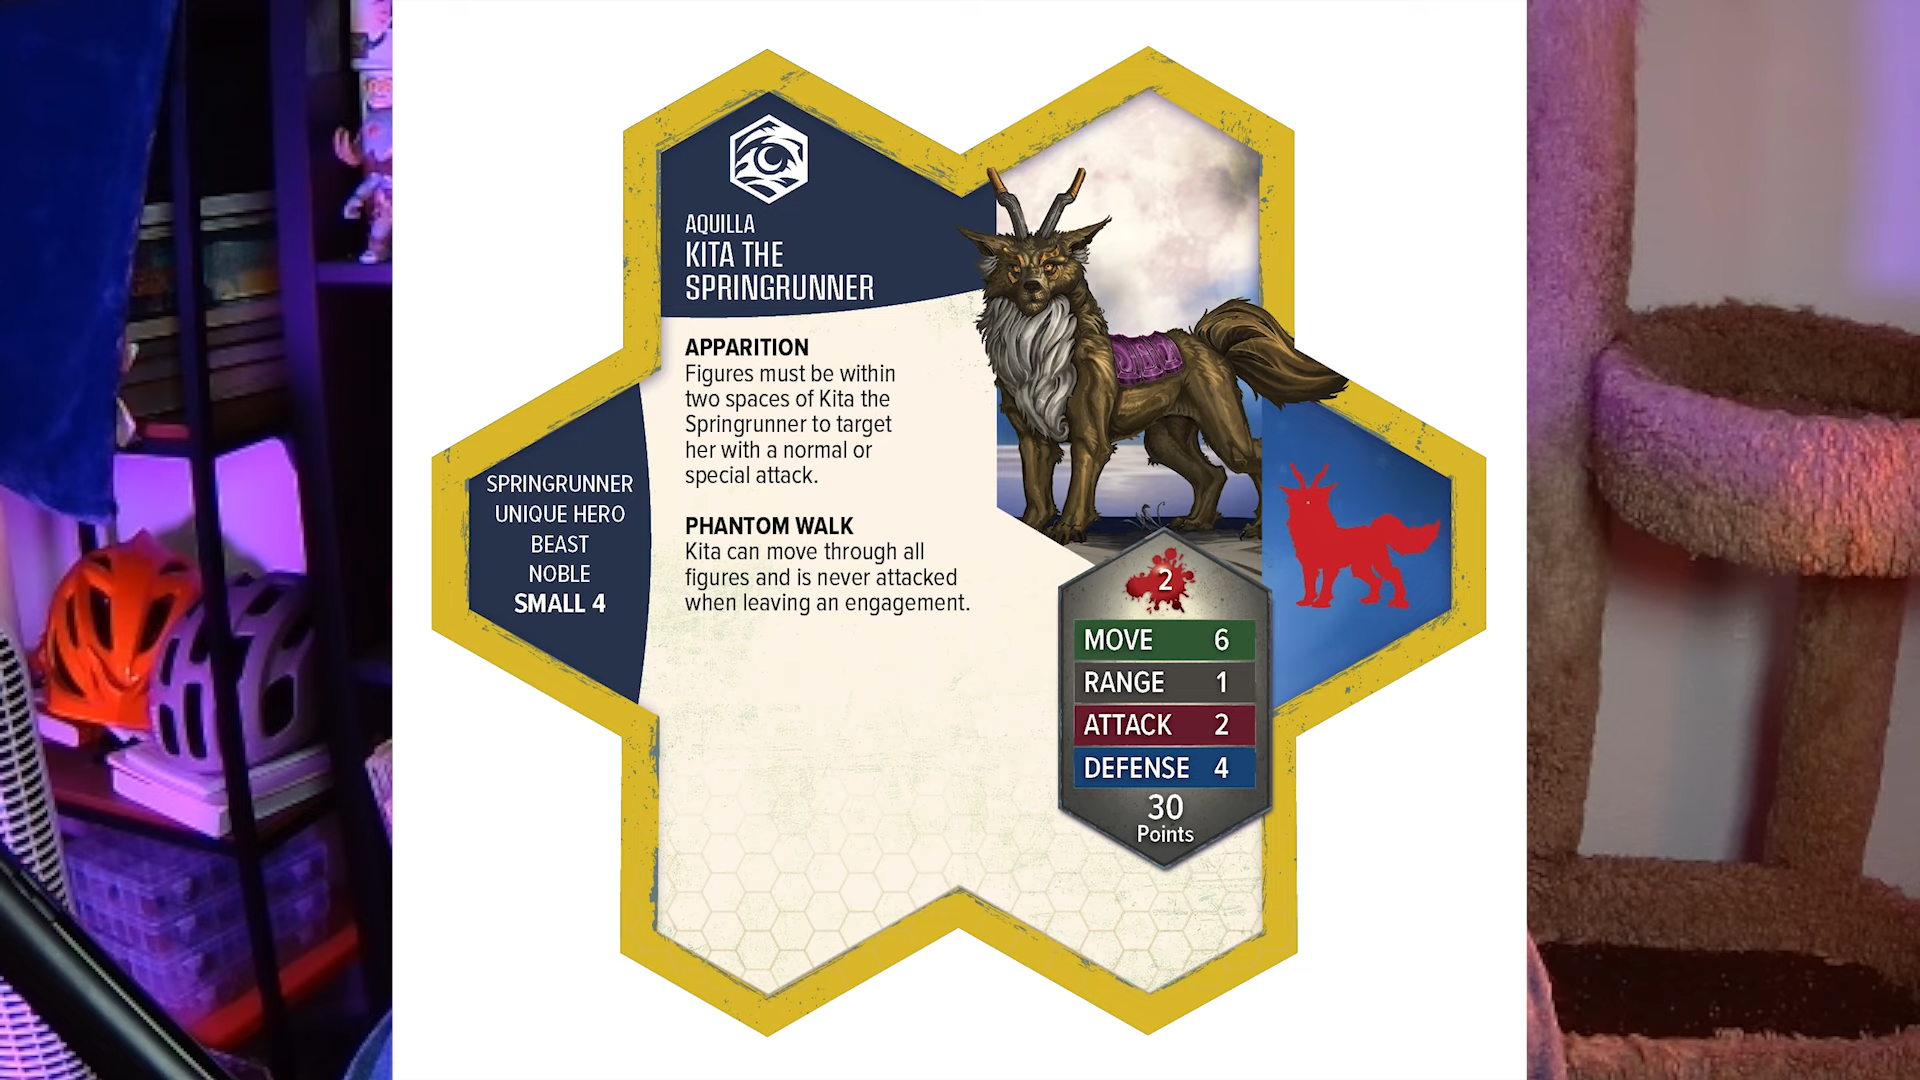 AQUILLA
KITA THE
SPRINGRUNNER
APPARITION
Figures must be within
two spaces of Kita the
Springrunner to target
her with a normal or
special attack.
PHANTOM WALK
Kita can move through all
figures and is never attacked
when leaving an engagement.
SPRINGRUNNER
UNIQUE HERO
BEAST
NOBLE
SMALL 4
2
MOVE 6
RANGE 1
ATTACK 2
DEFENSE 4
30
Points